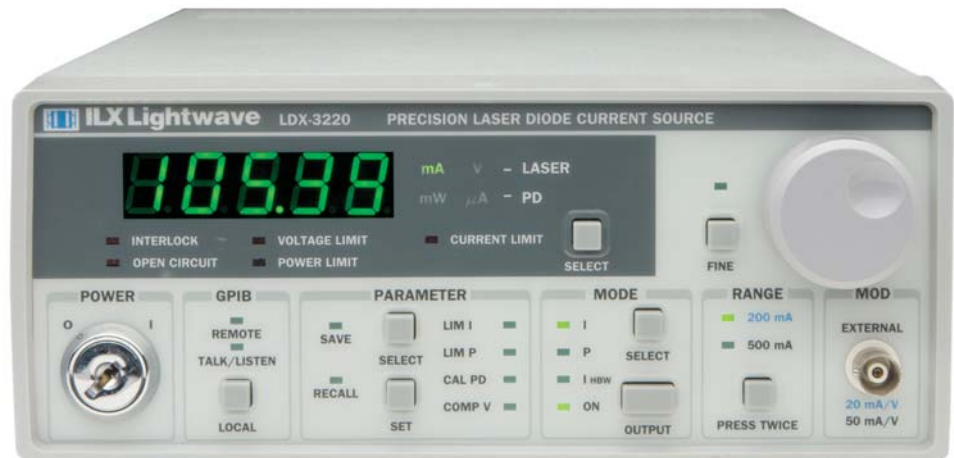 ILX Lightwave LDX-3220 PRECISION LASER DIODE CURRENT SOURCE
105.38
mA V – LASER
mW µA – PD
INTERLOCK VOLTAGE LIMIT CURRENT LIMIT
OPEN CIRCUIT POWER LIMIT
SELECT
FINE
POWER
O I
GPIB
REMOTE
TALK/LISTEN
LOCAL
PARAMETER
SAVE
SELECT
RECALL
SET
LIM I
LIM P
CAL PD
COMP V
MODE
I
P
I HBW
ON
SELECT
OUTPUT
RANGE
200 mA
500 mA
PRESS TWICE
MOD
EXTERNAL
20 mA/V
50 mA/V